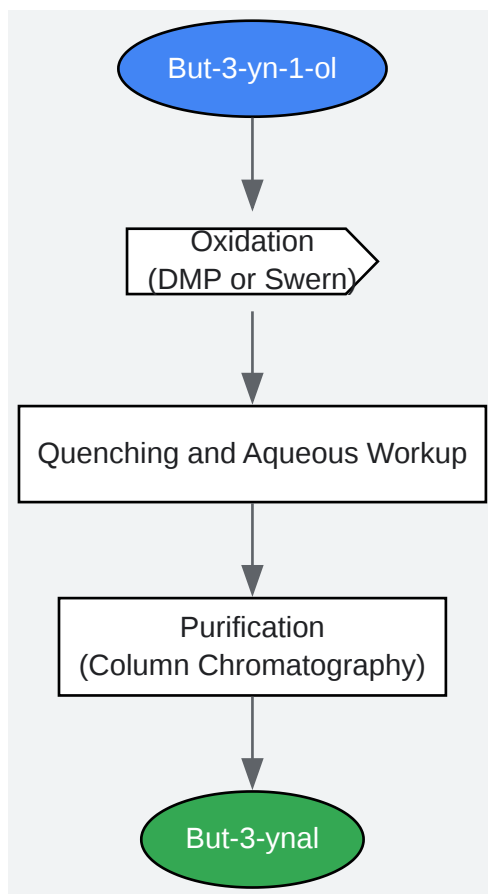 But-3-yn-1-ol
Oxidation
(DMP or Swern)
Quenching and Aqueous Workup
Purification
(Column Chromatography)
But-3-ynal